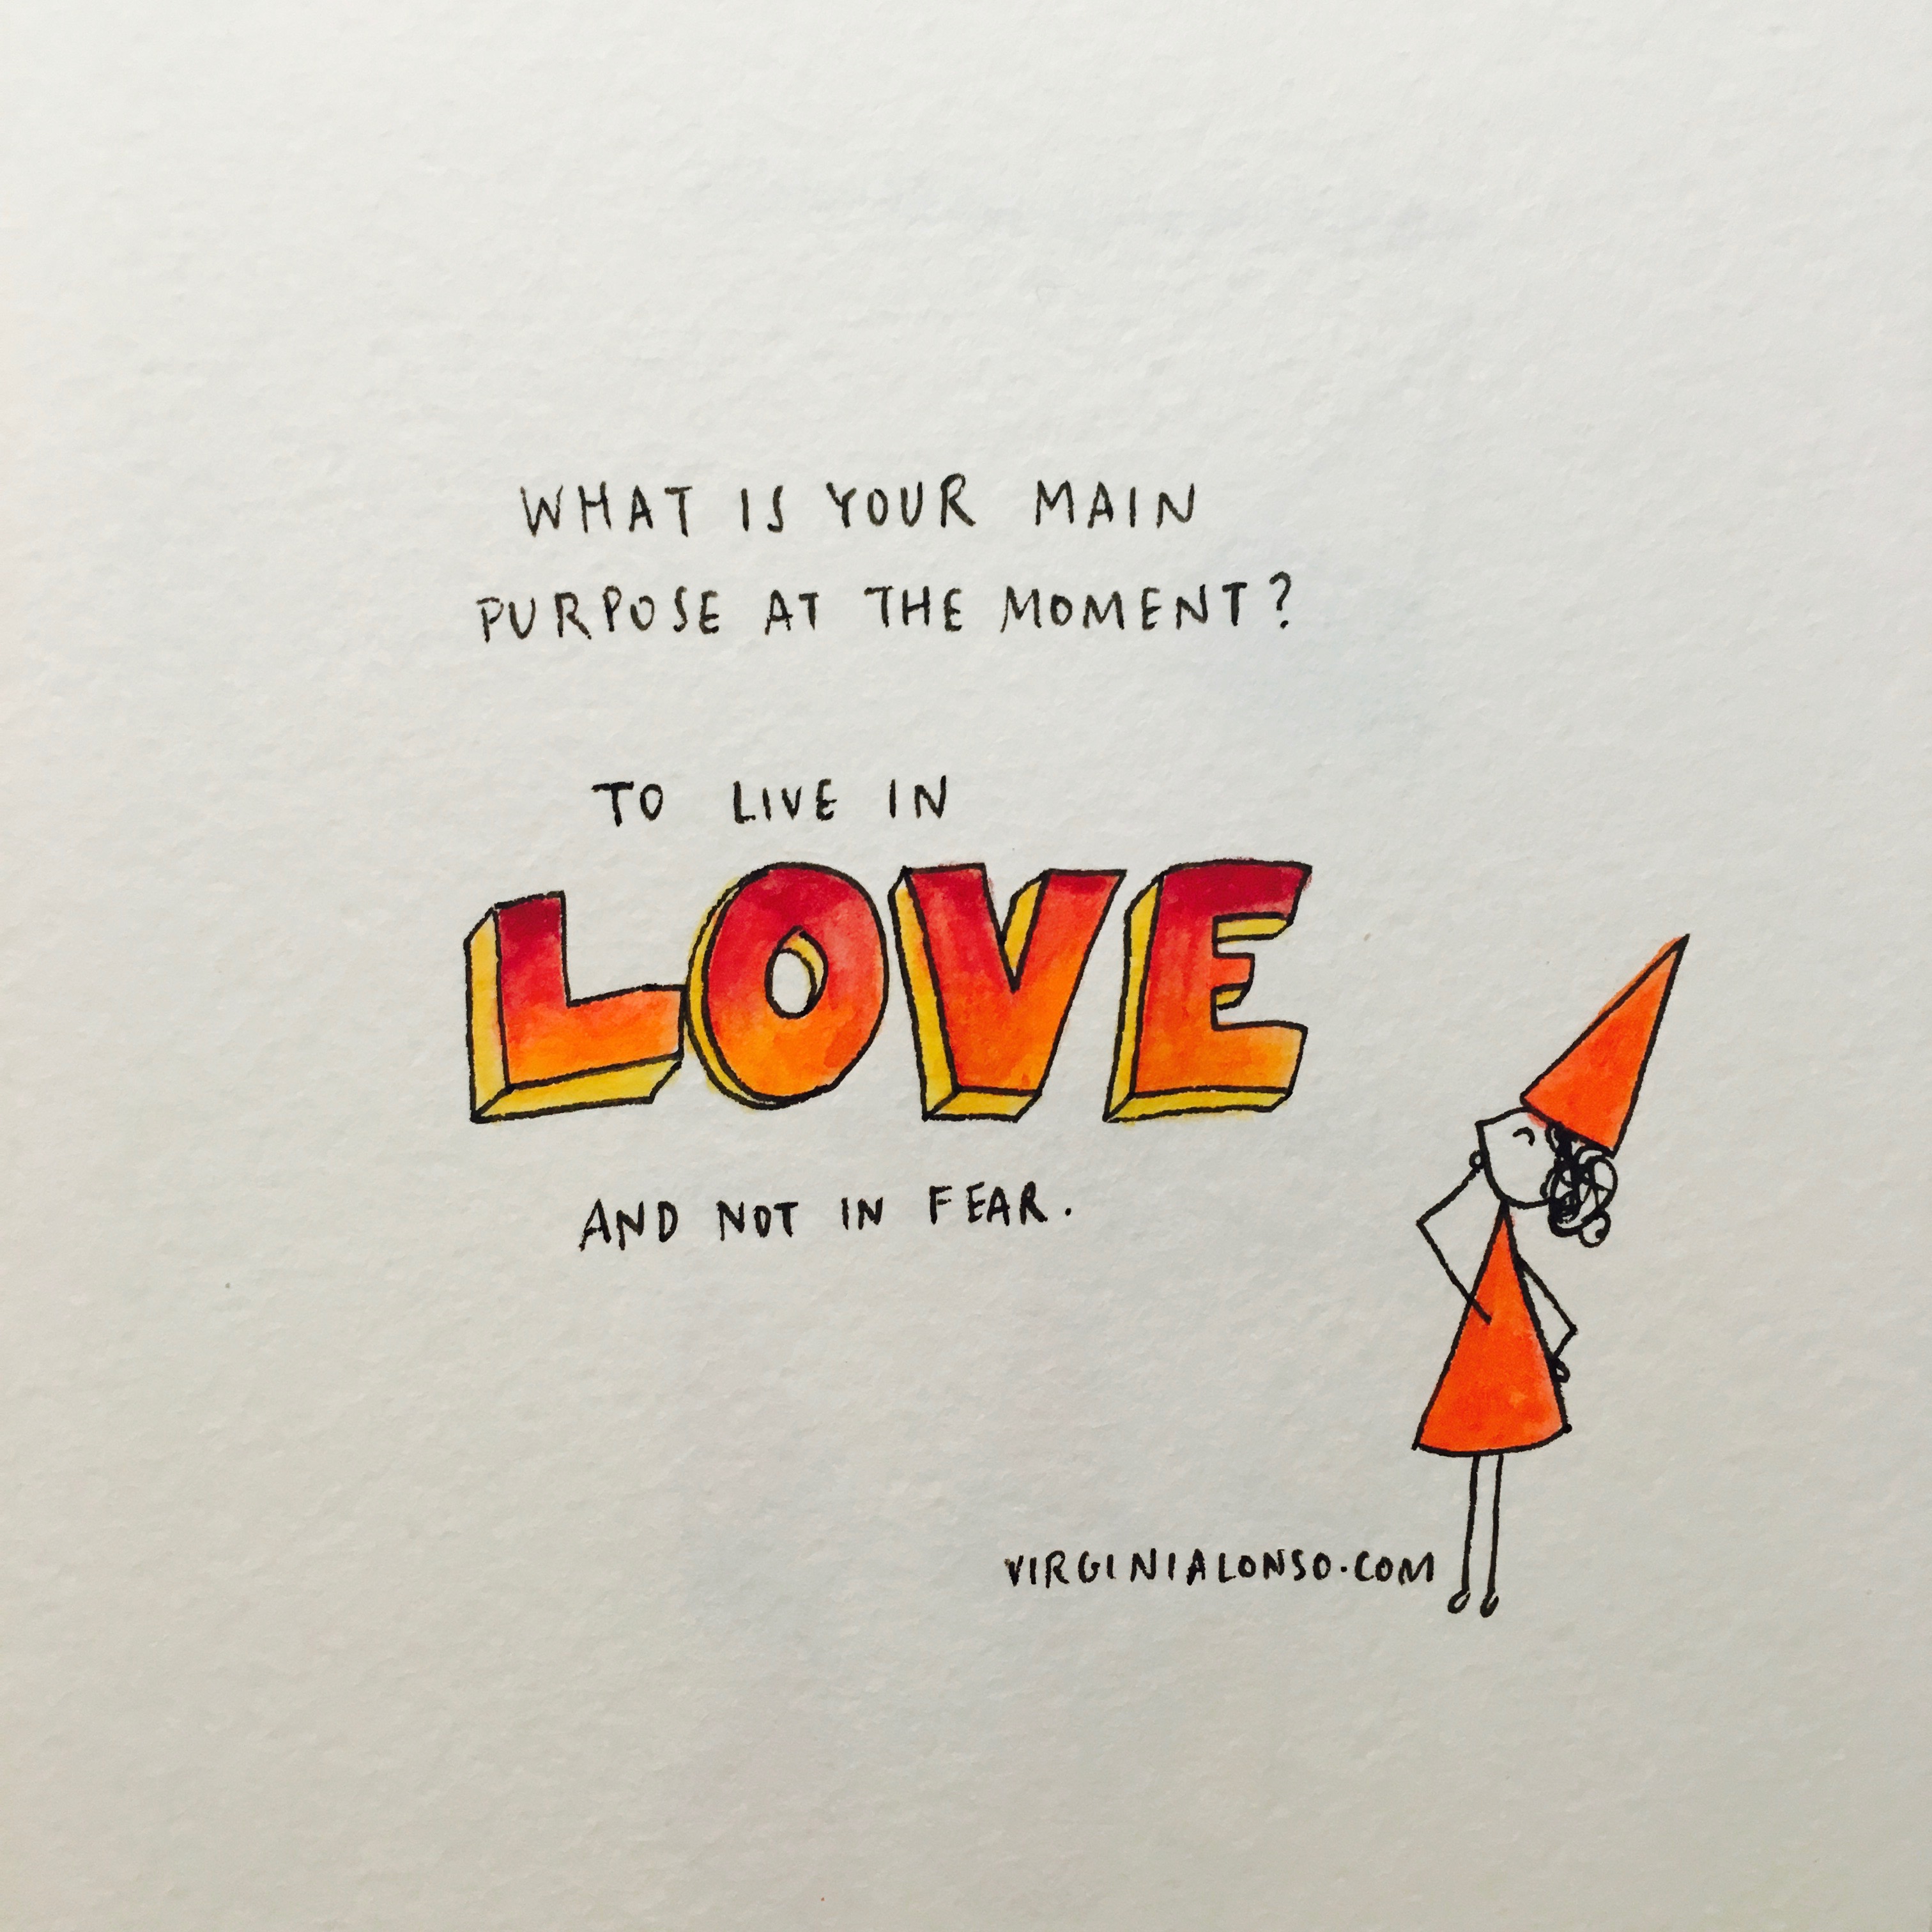 WHAT IS YOUR MAIN
PURPOSE AT THE MOMENT?
TO LIVE IN
LOVE
AND NOT IN FEAR.
VIRGINIALONSO.COM